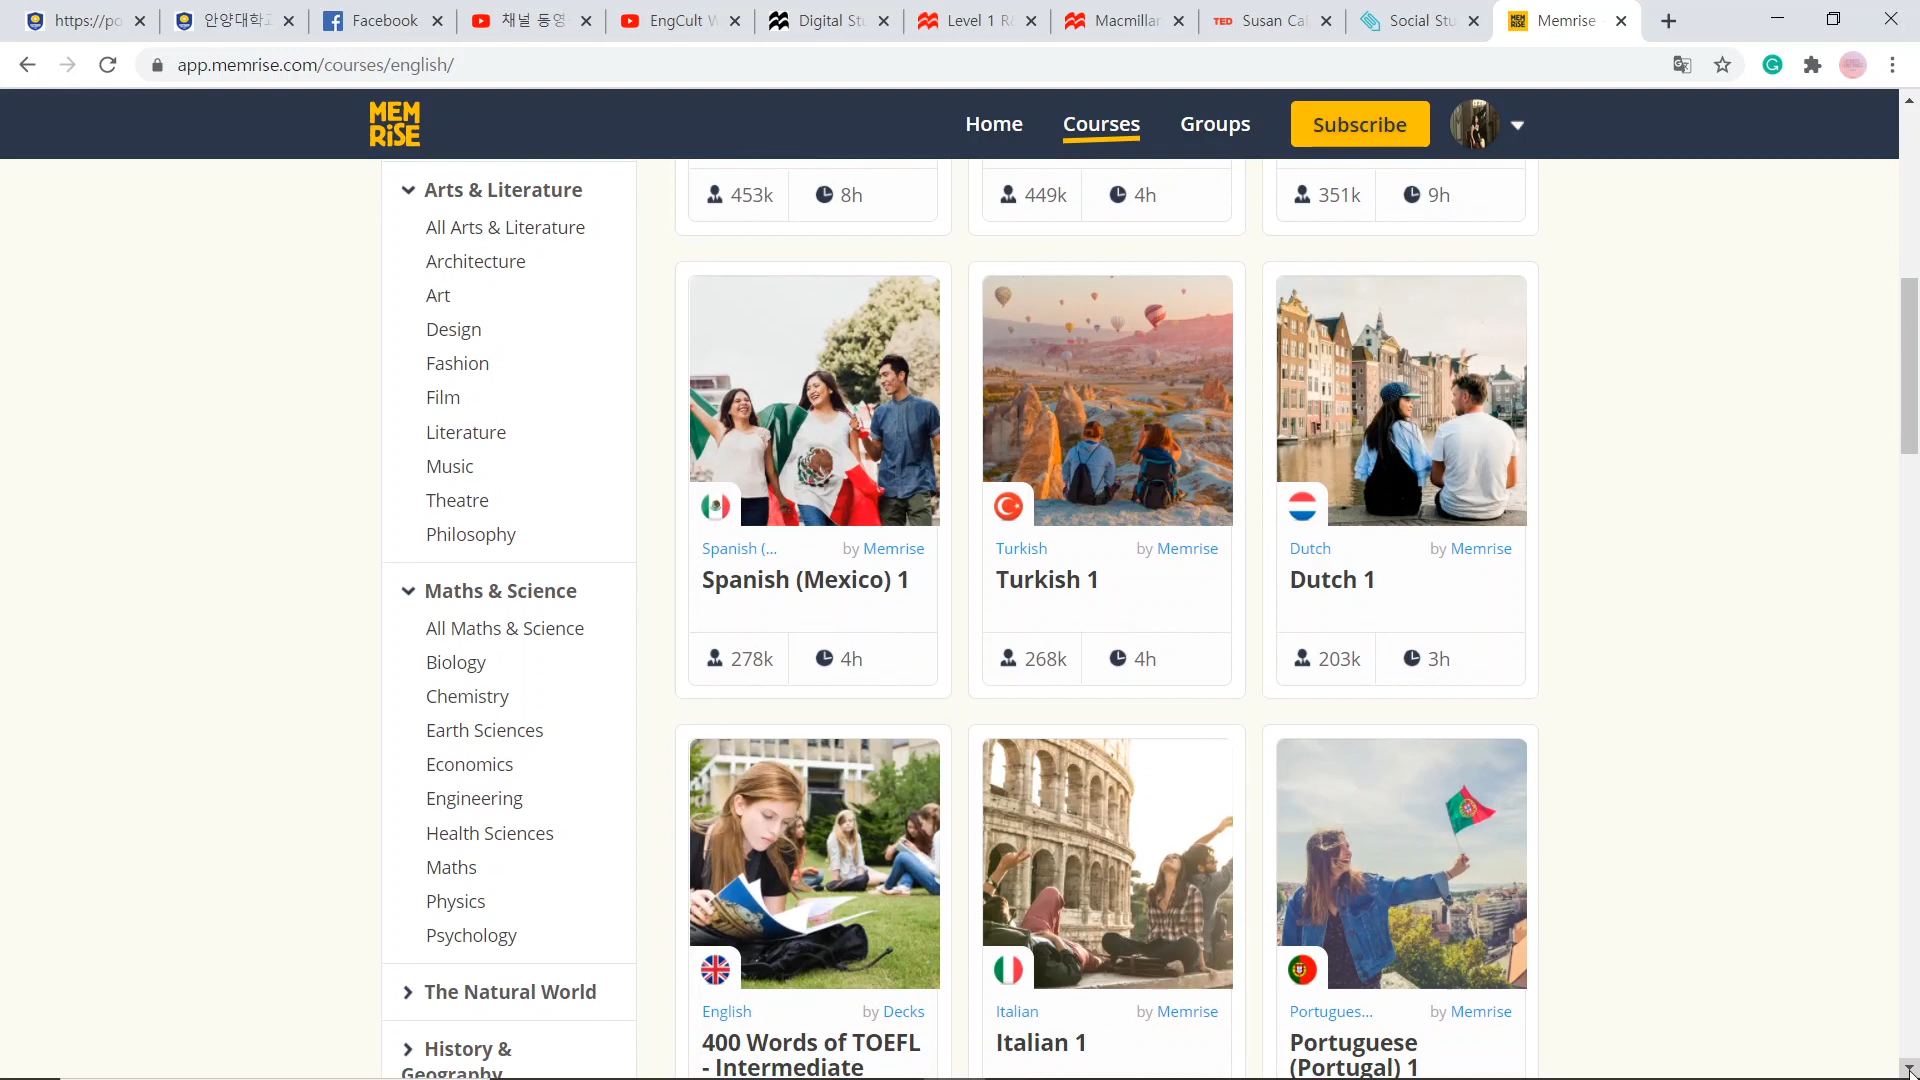 https://po
안양대학교
Facebook
채널 동영
EngCult W
Digital Stu
Level 1 R
Macmillan
TED Susan Cai
Social Stu
MEM RiSE Memrise
app.memrise.com/courses/english/
MEM
RiSE
Home
Courses
Groups
Subscribe
Arts & Literature
All Arts & Literature
Architecture
Art
Design
Fashion
Film
Literature
Music
Theatre
Philosophy
Maths & Science
All Maths & Science
Biology
Chemistry
Earth Sciences
Economics
Engineering
Health Sciences
Maths
Physics
Psychology
The Natural World
History &
Geography
453k 8h
449k 4h
351k 9h
Spanish (... by Memrise
Spanish (Mexico) 1
278k 4h
Turkish by Memrise
Turkish 1
268k 4h
Dutch by Memrise
Dutch 1
203k 3h
English by Decks
400 Words of TOEFL
- Intermediate
Italian by Memrise
Italian 1
Portugues... by Memrise
Portuguese
(Portugal) 1